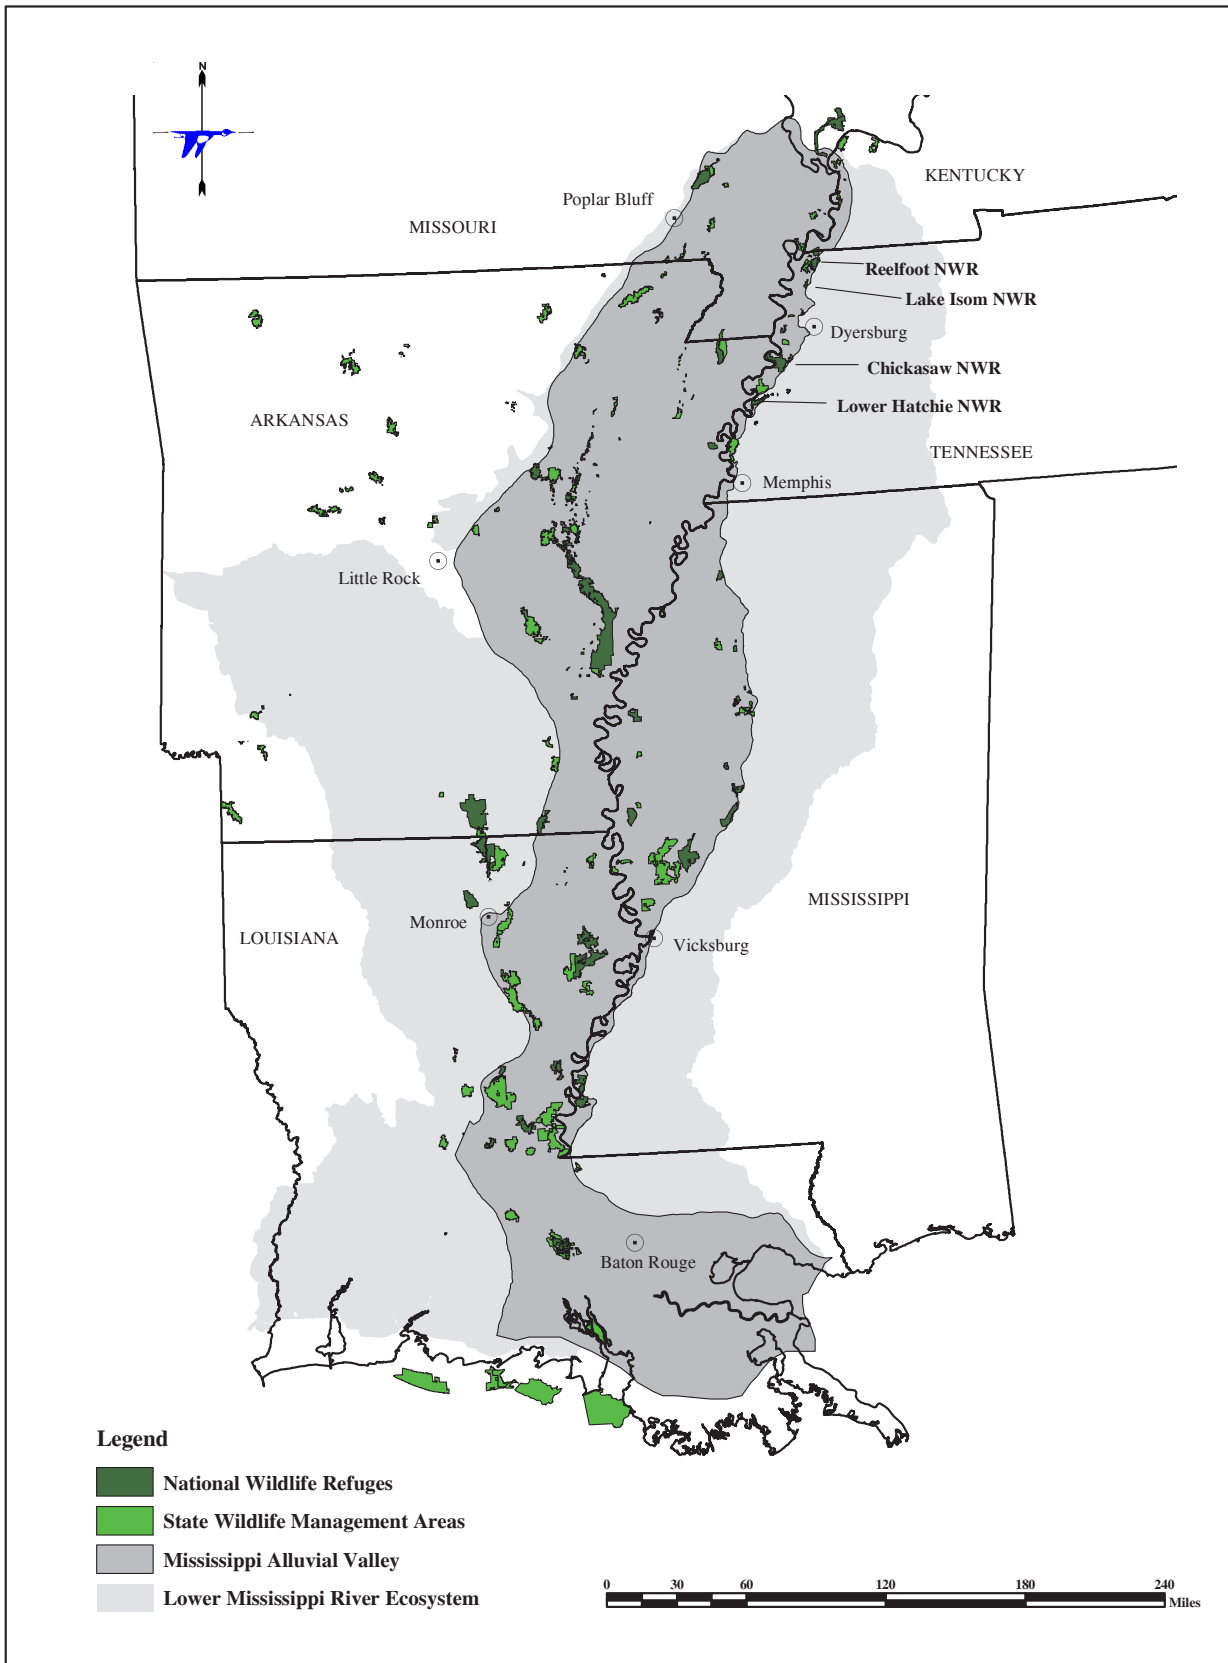 N
KENTUCKY
Poplar Bluff
MISSOURI
Reelfoot NWR
Lake Isom NWR
Dyersburg
Chickasaw NWR
Lower Hatchie NWR
ARKANSAS
TENNESSEE
Memphis
Little Rock
MISSISSIPPI
Monroe
LOUISIANA
Vicksburg
Baton Rouge
Legend
National Wildlife Refuges
State Wildlife Management Areas
Mississippi Alluvial Valley
Lower Mississippi River Ecosystem
0 30 60 120 180 240
Miles